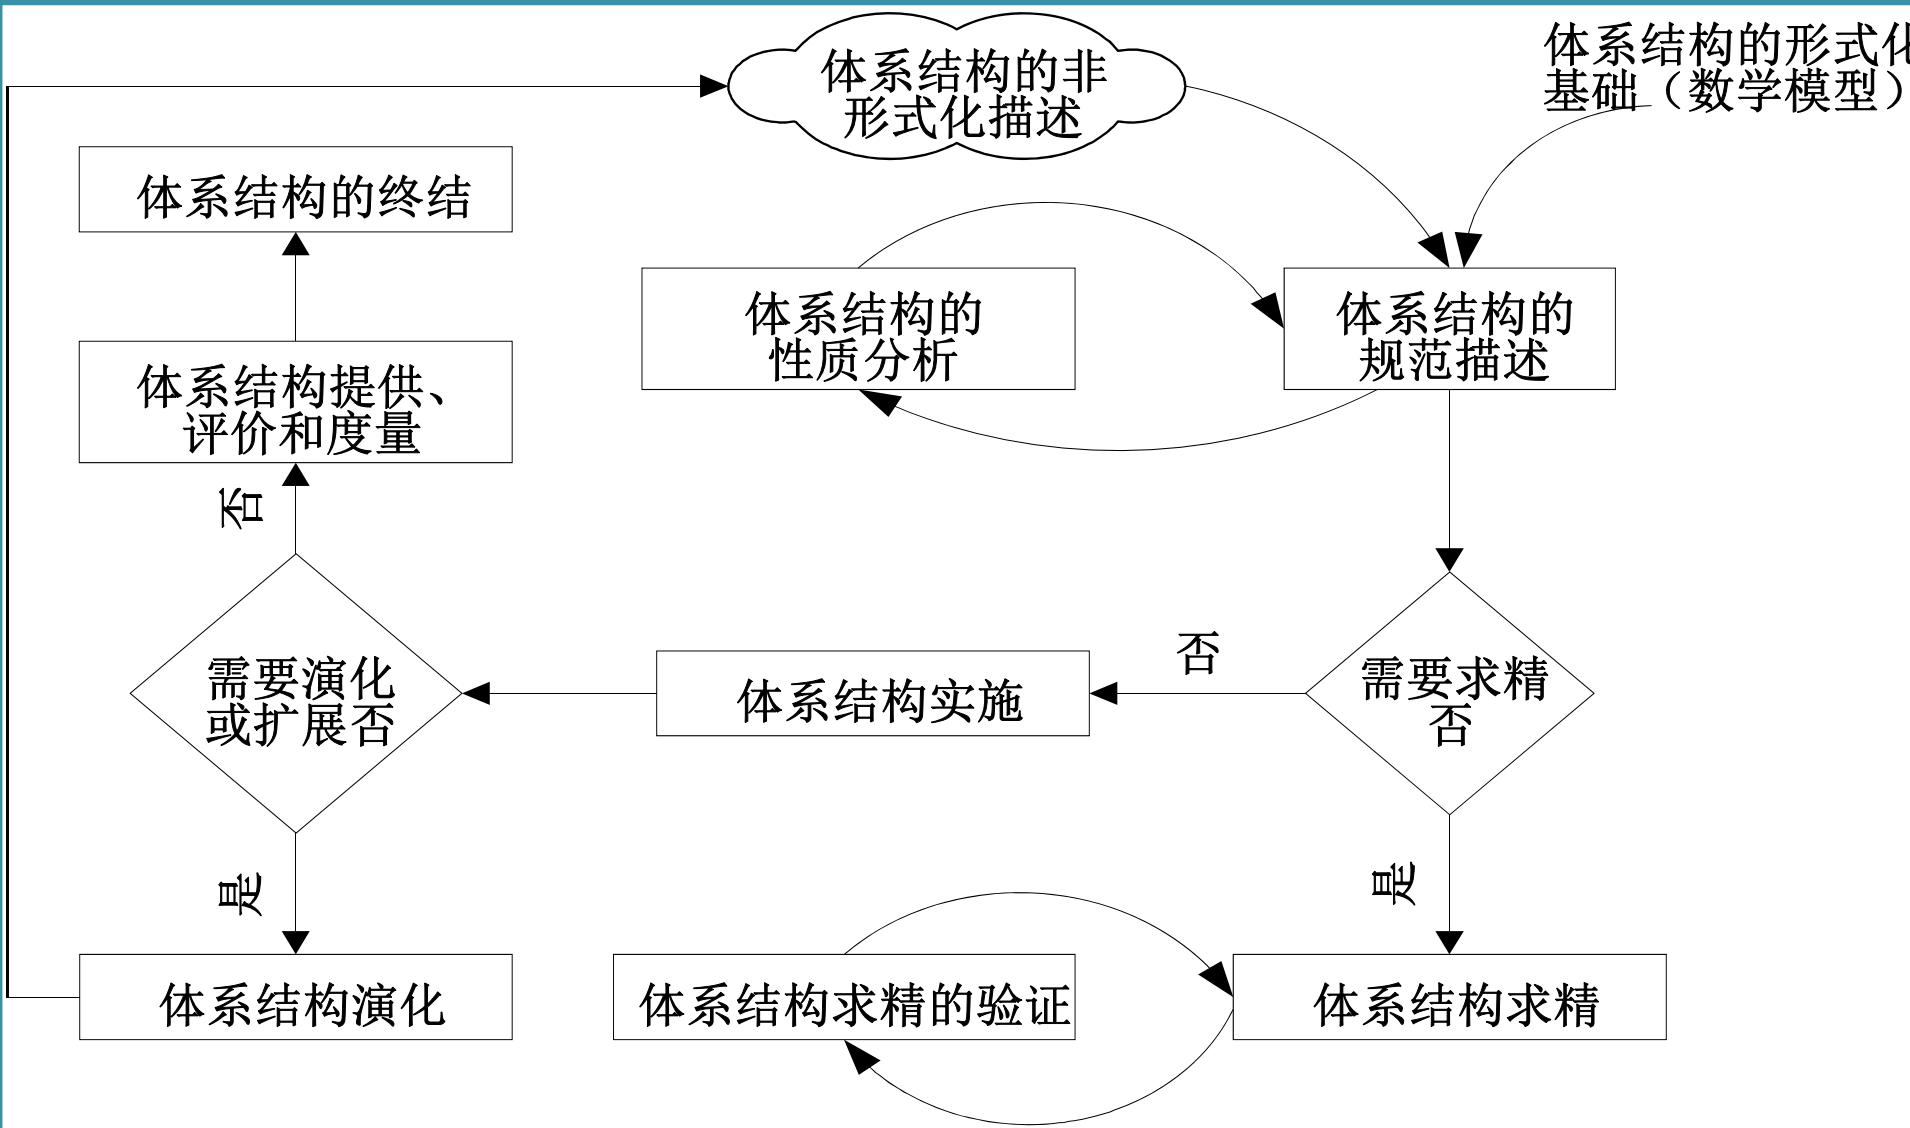 体系结构的非
形式化描述
体系结构的形式化
基础（数学模型）
体系结构的终结
体系结构的
性质分析
体系结构的
规范描述
体系结构提供、
评价和度量
否
需要演化
或扩展否
体系结构实施
否
需要求精
否
是
是
体系结构演化
体系结构求精的验证
体系结构求精